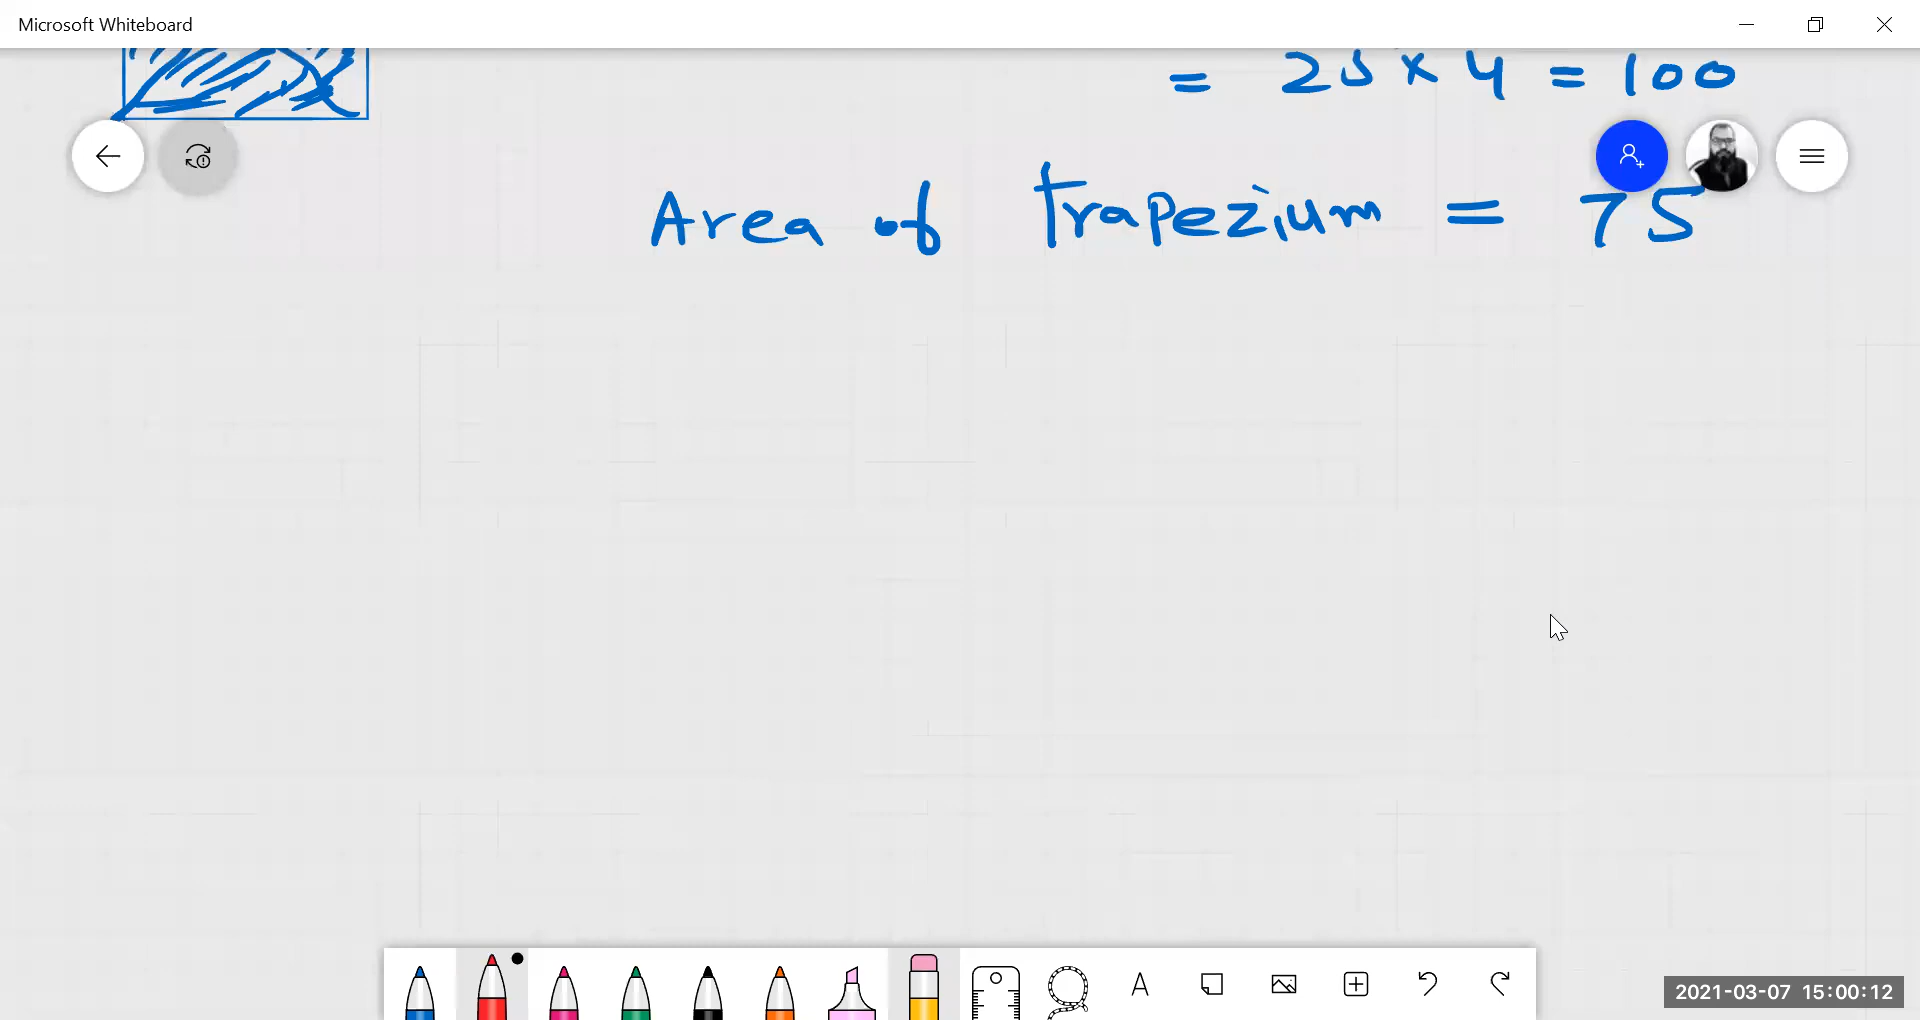 Microsoft Whiteboard
= 25 × 4 = 100
Area of Trapezium = 75
A
2021-03-07 15:00:12